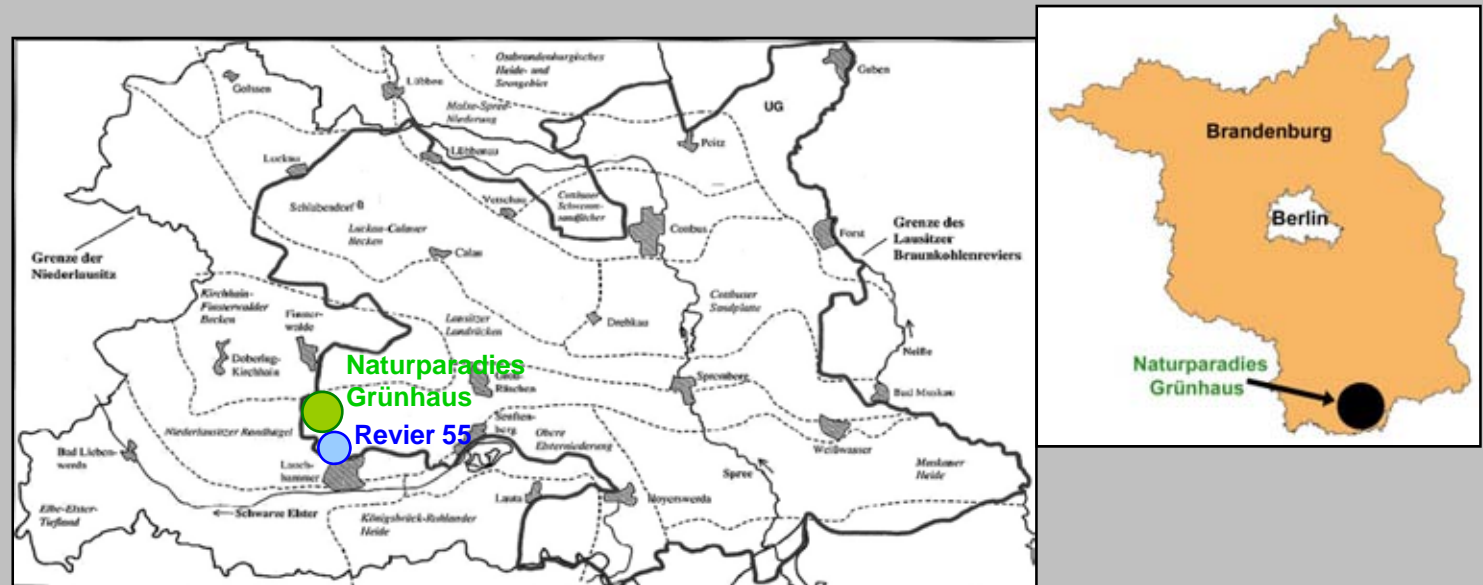 Golssen
Lübben
Ostbrandenburgisches
Heide- und
Seengebiet
Guben
UG
Malxe-Spree-
Niederung
Peitz
Luckau
Lübbenau
Schlabendorf
Vetschau
Cottbuser
Schwemm-
sandfächer
Luckau-Calauer
Becken
Cottbus
Forst
Grenze des
Lausitzer
Braunkohlenreviers
Grenze der
Niederlausitz
Calau
Kirchhain-
Finsterwalder
Becken
Finster-
walde
Lausitzer
Landrücken
Cottbuser
Sandplatte
Drebkau
Neiße
Doberlug-
Kirchhain
Naturparadies
Grünhaus
Räschen
Spremberg
Bad Muskau
Niederlausitzer Randhügel
Revier 55
Senften-
berg
Obere
Elsterniederung
Bad Lieben-
werda
Lauch-
hammer
Weißwasser
Muskauer
Heide
Spree
Lauta
Hoyerswerda
Elbe-Elster-
Tiefland
Schwarze Elster
Königsbrück-Ruhlander
Heide
Brandenburg
Berlin
Naturparadies
Grünhaus